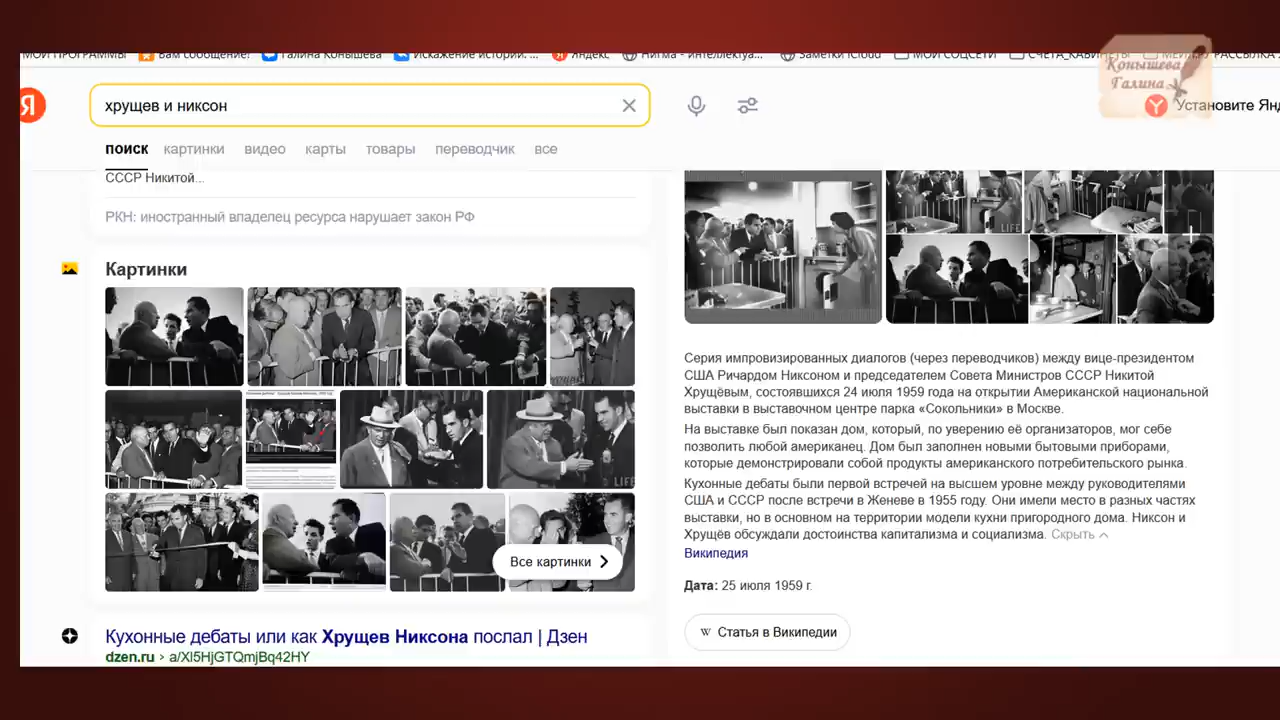 МОИ ПРОГРАММЫ Вам сообщение! Галина Конышева Искажение истории. ... Яндекс Нигма - интеллектуа... Заметки iCloud МОИ СОЦСЕТИ СЧЕТА_КАБИНЕТЫ
Конышева
Галина
Я
хрущев и никсон
Установите Янд
поиск картинки видео карты товары переводчик все
СССР Никитой...
РКН: иностранный владелец ресурса нарушает закон РФ
Картинки
LIFE
LIFE
Все картинки
Кухонные дебаты или как Хрущев Никсона послал | Дзен
dzen.ru › a/Xl5HjGTQmjBq42HY
Серия импровизированных диалогов (через переводчиков) между вице-президентом
США Ричардом Никсоном и председателем Совета Министров СССР Никитой
Хрущёвым, состоявшихся 24 июля 1959 года на открытии Американской национальной
выставки в выставочном центре парка «Сокольники» в Москве.
На выставке был показан дом, который, по уверению её организаторов, мог себе
позволить любой американец. Дом был заполнен новыми бытовыми приборами,
которые демонстрировали собой продукты американского потребительского рынка.
Кухонные дебаты были первой встречей на высшем уровне между руководителями
США и СССР после встречи в Женеве в 1955 году. Они имели место в разных частях
выставки, но в основном на территории модели кухни пригородного дома. Никсон и
Хрущёв обсуждали достоинства капитализма и социализма. Скрыть
Википедия
Дата: 25 июля 1959 г.
W Статья в Википедии